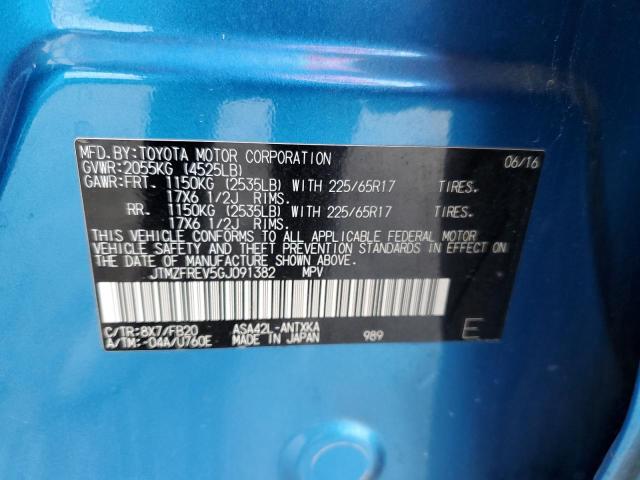 MFD.BY:TOYOTA MOTOR CORPORATION 06/16
GVWR:2055KG (4525LB)
GAWR:FRT. 1150KG (2535LB) WITH 225/65R17 TIRES.
17X6 1/2J RIMS.
RR. 1150KG (2535LB) WITH 225/65R17 TIRES.
17X6 1/2J RIMS.
THIS VEHICLE CONFORMS TO ALL APPLICABLE FEDERAL MOTOR
VEHICLE SAFETY AND THEFT PREVENTION STANDARDS IN EFFECT ON
THE DATE OF MANUFACTURE SHOWN ABOVE.
JTMZFREV5GJ091382 MPV
C/TR:8X7/FB20 ASA42L-ANTXKA E
A/TM:-04A/U760E MADE IN JAPAN 989